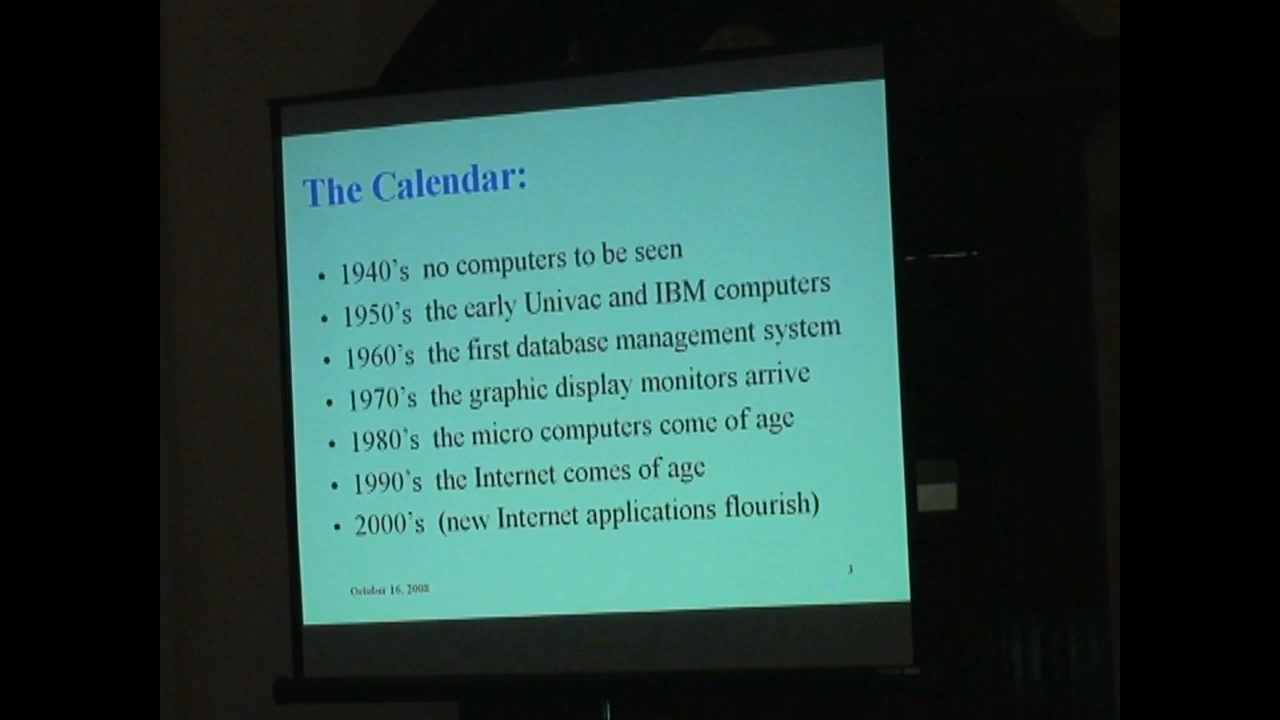 The Calendar:
• 1940's no computers to be seen
• 1950's the early Univac and IBM computers
• 1960's the first database management system
• 1970's the graphic display monitors arrive
• 1980's the micro computers come of age
• 1990's the Internet comes of age
• 2000's (new Internet applications flourish)
October 16, 2008
3